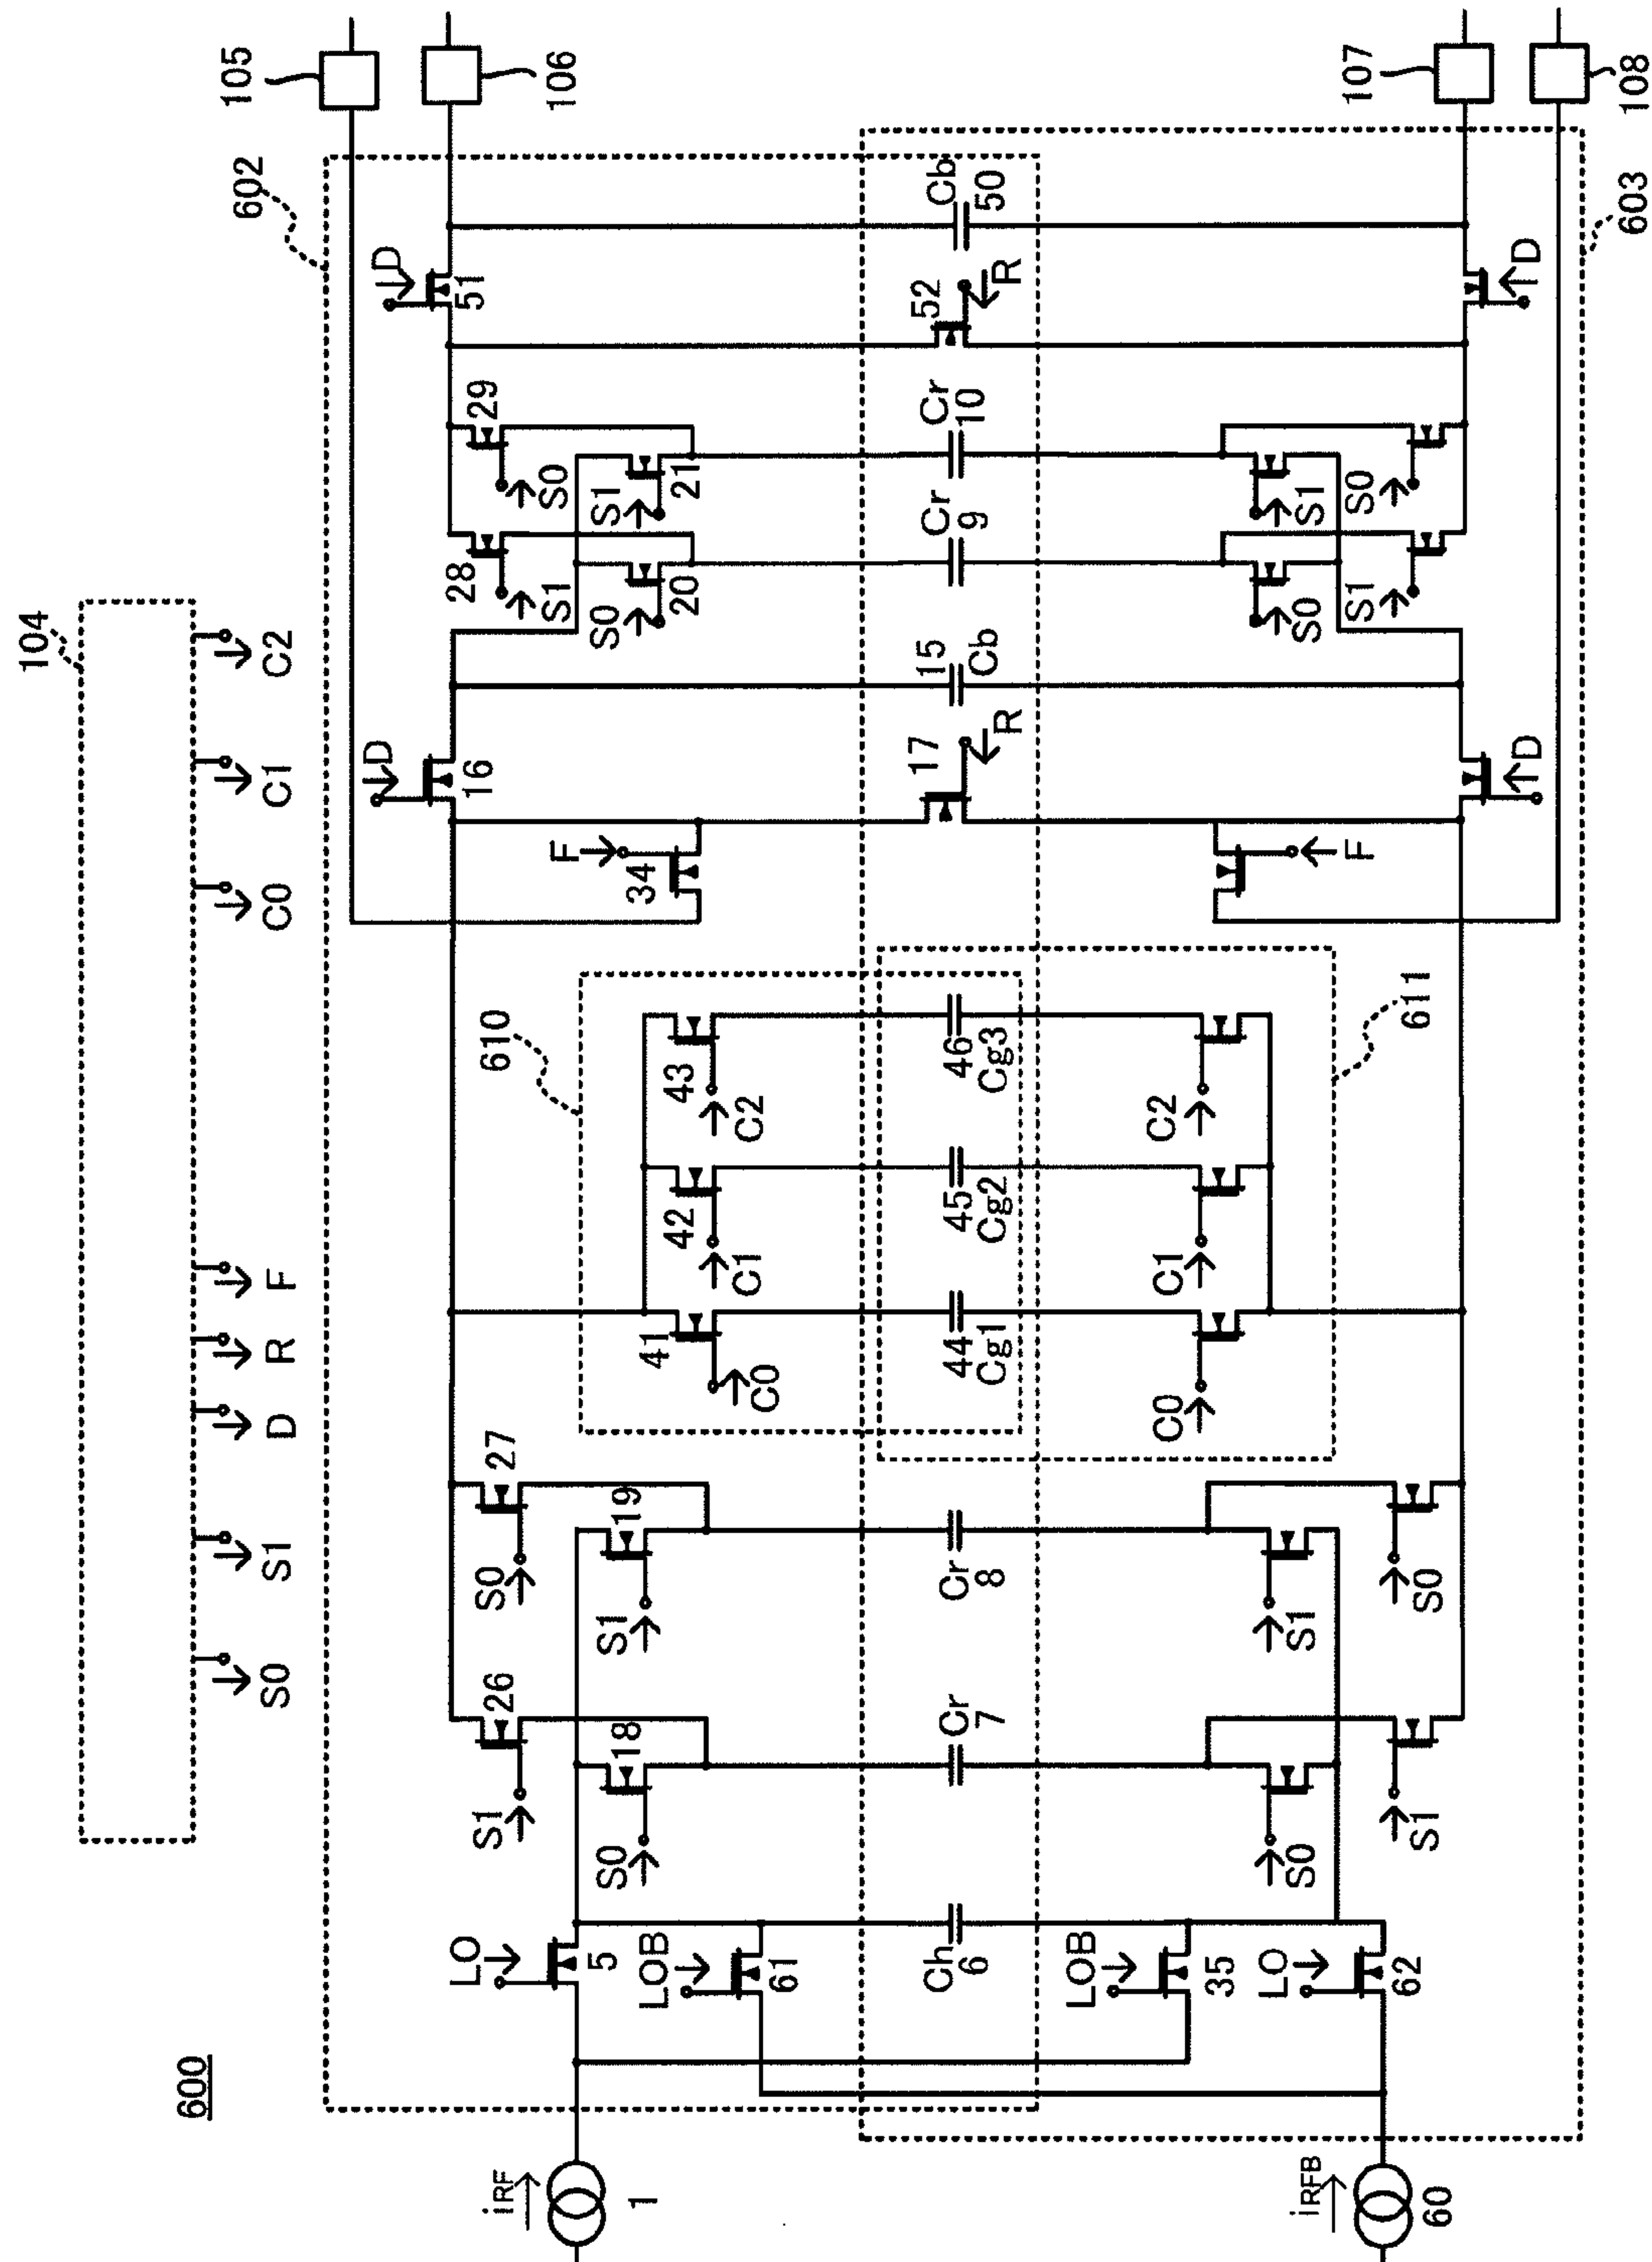 600
104
S0
S1
D
R
F
C0
C1
C2
602
105
106
iRF
1
LO
5
LOB
61
S1
26
S0
18
S0
27
S1
19
610
41
C0
42
C1
43
C2
F
34
D
16
17
R
28
S1
S0
20
29
S0
S1
21
D
51
52
R
Ch
6
Cr
7
Cr
8
44
Cg1
45
Cg2
46
Cg3
15
Cb
Cr
9
Cr
10
Cb
50
LOB
35
LO
62
S0
S1
S1
S0
C0
C1
C2
611
F
D
S0
S1
S1
S0
D
iRFB
60
107
108
603